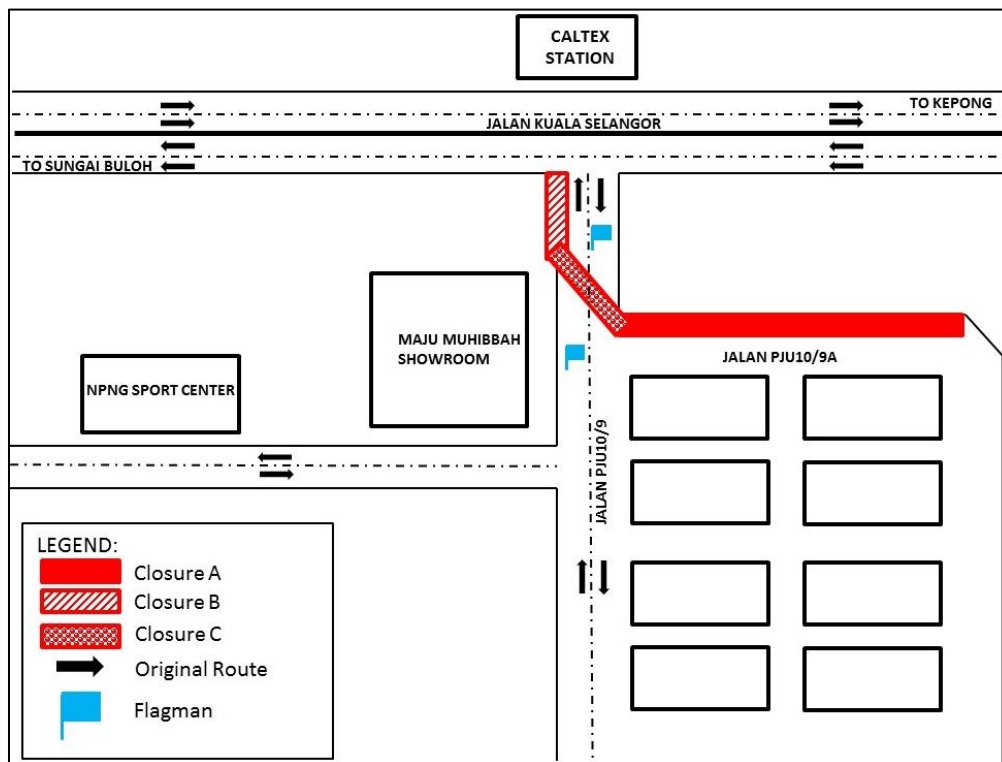 CALTEX
STATION
TO KEPONG
JALAN KUALA SELANGOR
TO SUNGAI BULOH
MAJU MUHIBBAH
SHOWROOM
JALAN PJU10/9A
NPNG SPORT CENTER
JALAN PJU10/9
LEGEND:
Closure A
Closure B
Closure C
Original Route
Flagman